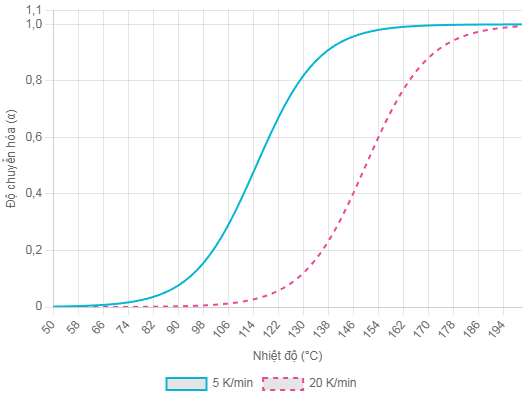 1,1
1,0
0,8
0,6
0,4
0,2
0
Độ chuyển hóa (α)
50 58 66 74 82 90 98 106 114 122 130 138 146 154 162 170 178 186 194
Nhiệt độ (°C)
5 K/min 20 K/min